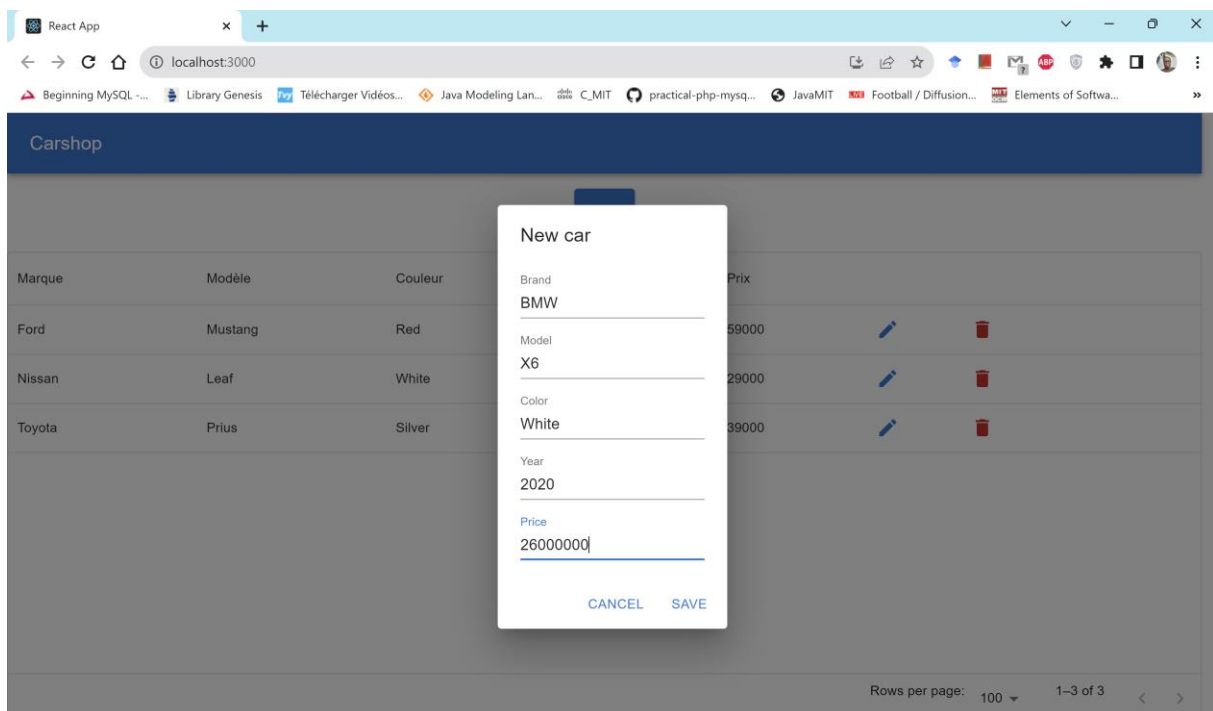 React App
localhost:3000
Beginning MySQL -... Library Genesis Télécharger Vidéos... Java Modeling Lan... C_MIT practical-php-mysq... JavaMIT Football / Diffusion... Elements of Softwa... »
Carshop
New car
Marque Modèle Couleur Prix
Brand
BMW
Ford Mustang Red 59000
Model
X6
Nissan Leaf White 29000
Color
White
Toyota Prius Silver 39000
Year
2020
Price
26000000
CANCEL SAVE
Rows per page: 100 1–3 of 3